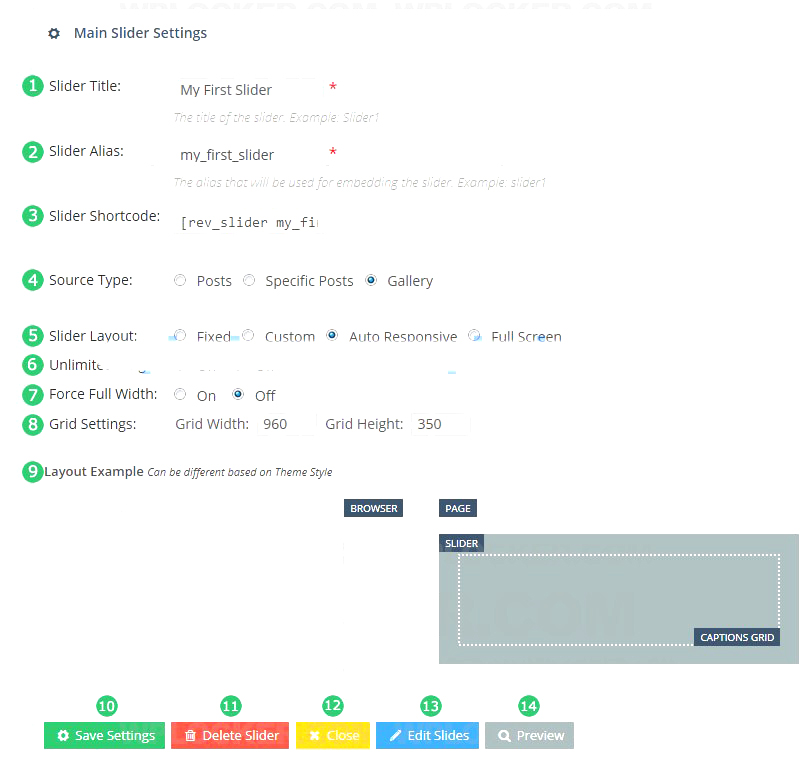 Main Slider Settings
1 Slider Title: My First Slider *
The title of the slider. Example: Slider1
2 Slider Alias: my_first_slider *
The alias that will be used for embedding the slider. Example: slider1
3 Slider Shortcode: [rev_slider my_fi
4 Source Type: Posts Specific Posts Gallery
5 Slider Layout: Fixed Custom Auto Responsive Full Screen
6
7 Force Full Width: On Off
8 Grid Settings: Grid Width: 960 Grid Height: 350
9 Layout Example Can be different based on Theme Style
BROWSER PAGE
SLIDER
CAPTIONS GRID
10 11 12 13 14
Save Settings Delete Slider Close Edit Slides Preview